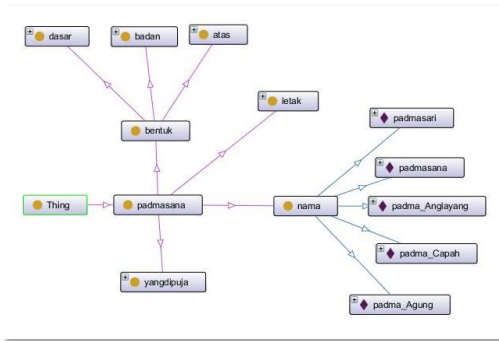 dasar
badan
atas
letak
bentuk
padmasari
padmasana
Thing
padmasana
nama
padma_Anglayang
padma_Capah
yangdipuja
padma_Agung